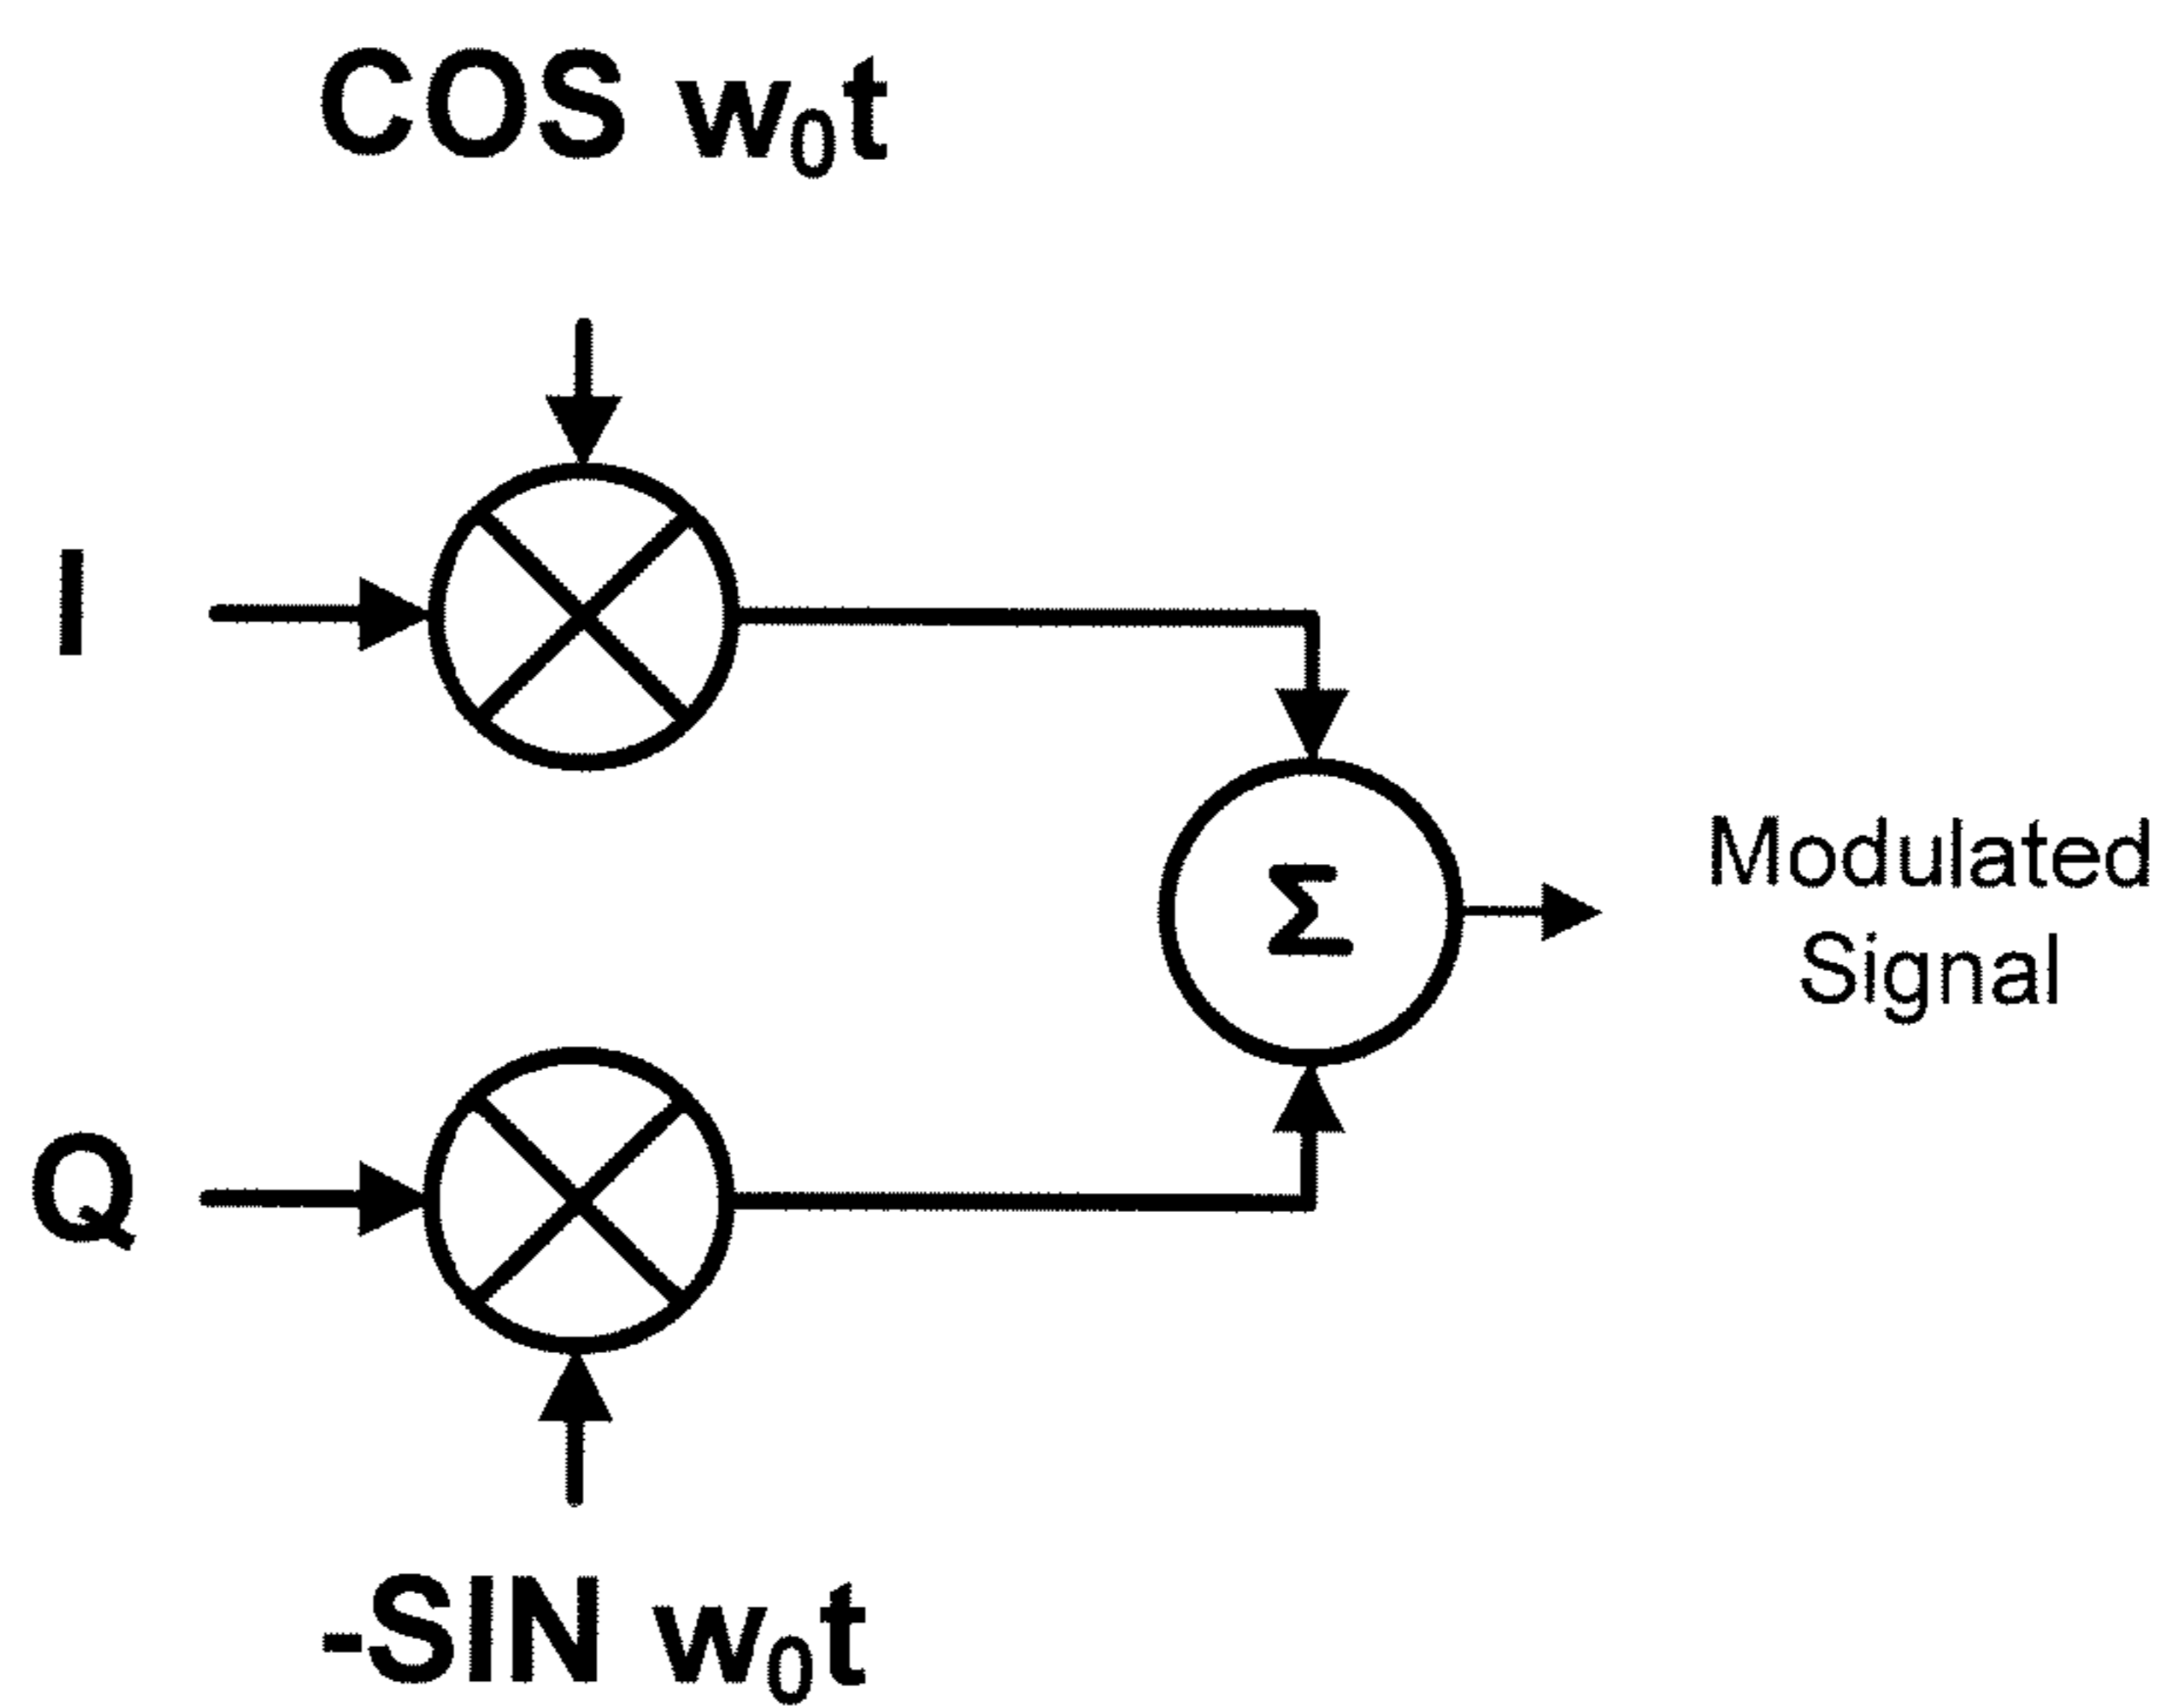 COS w₀t
I
Σ
Modulated
Signal
Q
-SIN w₀t